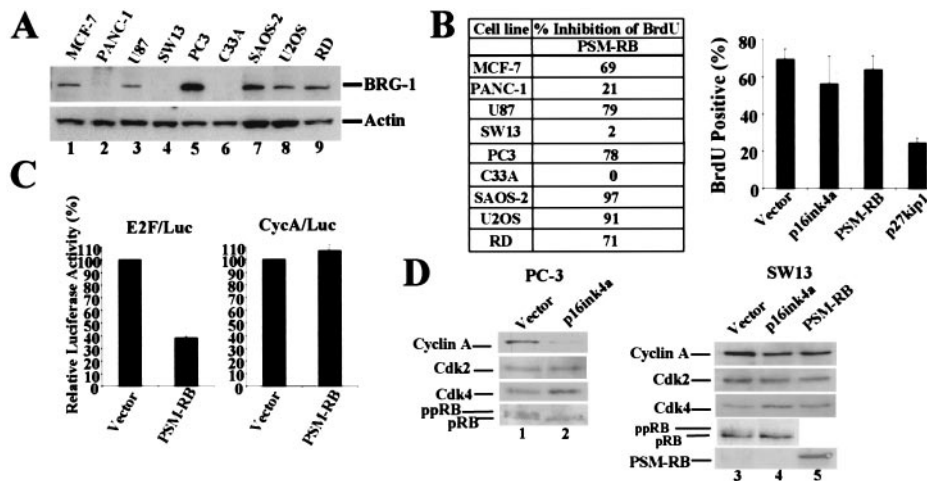 A
MCF-7
PANC-1
U87
SW13
PC3
C33A
SAOS-2
U2OS
RD
BRG-1
Actin
1 2 3 4 5 6 7 8 9
B
Cell line % Inhibition of BrdU
PSM-RB
MCF-7 69
PANC-1 21
U87 79
SW13 2
PC3 78
C33A 0
SAOS-2 97
U2OS 91
RD 71
BrdU Positive (%)
80
60
40
20
0
Vector
p16ink4a
PSM-RB
p27kip1
C
Relative Luciferase Activity (%)
E2F/Luc
110
100
90
80
70
60
50
40
30
20
10
0
Vector
PSM-RB
CycA/Luc
110
100
90
80
70
60
50
40
30
20
10
0
Vector
PSM-RB
D
PC-3
Vector
p16ink4a
Cyclin A
Cdk2
Cdk4
ppRB
pRB
1 2
SW13
Vector
p16ink4a
PSM-RB
Cyclin A
Cdk2
Cdk4
ppRB
pRB
PSM-RB
3 4 5